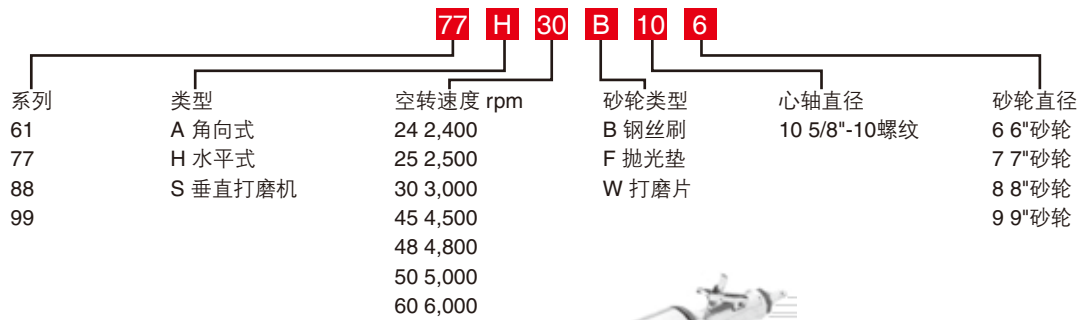 77 H 30 B 10 6
系列 类型 空转速度 rpm 砂轮类型 心轴直径 砂轮直径
61 A 角向式 24 2,400 B 钢丝刷 10 5/8"-10螺纹 6 6"砂轮
77 H 水平式 25 2,500 F 抛光垫 7 7"砂轮
88 S 垂直打磨机 30 3,000 W 打磨片 8 8"砂轮
99 45 4,500 9 9"砂轮
48 4,800
50 5,000
60 6,000